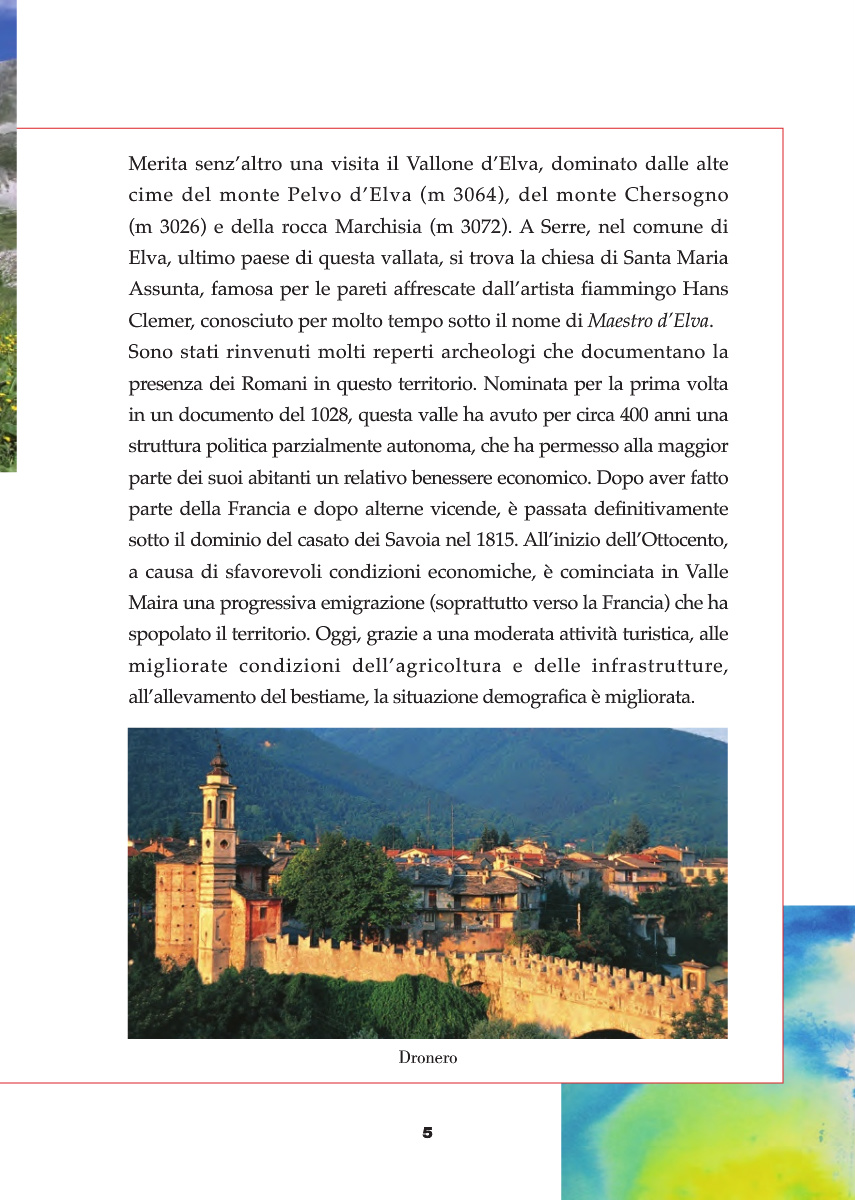 Merita senz’altro una visita il Vallone d’Elva, dominato dalle alte
cime del monte Pelvo d’Elva (m 3064), del monte Chersogno
(m 3026) e della rocca Marchisia (m 3072). A Serre, nel comune di
Elva, ultimo paese di questa vallata, si trova la chiesa di Santa Maria
Assunta, famosa per le pareti affrescate dall’artista fiammingo Hans
Clemer, conosciuto per molto tempo sotto il nome di Maestro d’Elva.
Sono stati rinvenuti molti reperti archeologi che documentano la
presenza dei Romani in questo territorio. Nominata per la prima volta
in un documento del 1028, questa valle ha avuto per circa 400 anni una
struttura politica parzialmente autonoma, che ha permesso alla maggior
parte dei suoi abitanti un relativo benessere economico. Dopo aver fatto
parte della Francia e dopo alterne vicende, è passata definitivamente
sotto il dominio del casato dei Savoia nel 1815. All’inizio dell’Ottocento,
a causa di sfavorevoli condizioni economiche, è cominciata in Valle
Maira una progressiva emigrazione (soprattutto verso la Francia) che ha
spopolato il territorio. Oggi, grazie a una moderata attività turistica, alle
migliorate condizioni dell’agricoltura e delle infrastrutture,
all’allevamento del bestiame, la situazione demografica è migliorata.
Dronero
5